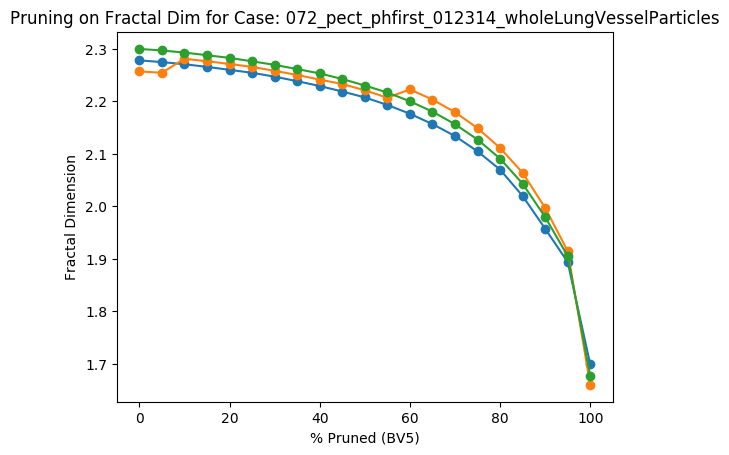 Pruning on Fractal Dim for Case: 072_pect_phfirst_012314_wholeLungVesselParticles
2.3
2.2
2.1
2.0
1.9
1.8
1.7
Fractal Dimension
0 20 40 60 80 100
% Pruned (BV5)